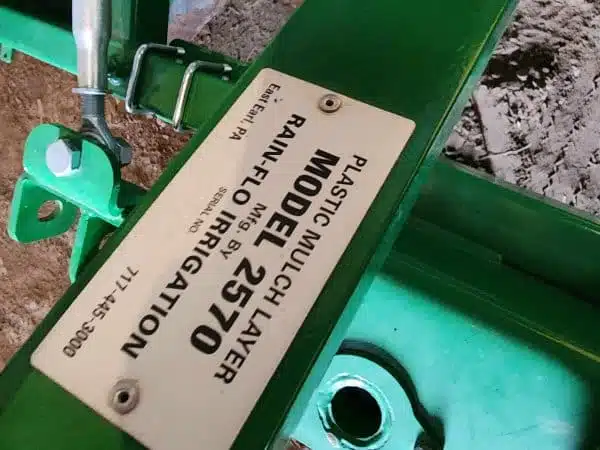 PLASTIC MULCH LAYER
MODEL 2570
Mfg. BY
SERIAL NO
RAIN-FLO IRRIGATION
East Earl, PA 717-445-3000